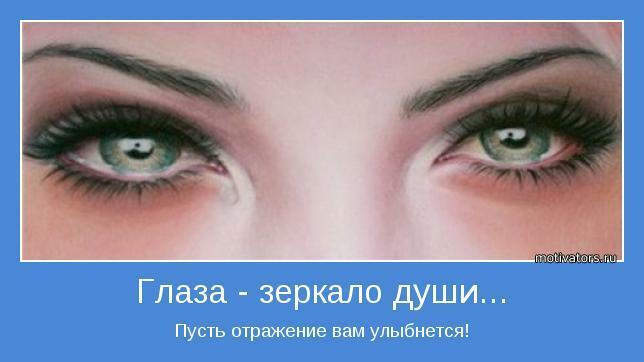 motivators.ru
Глаза - зеркало души...
Пусть отражение вам улыбнется!